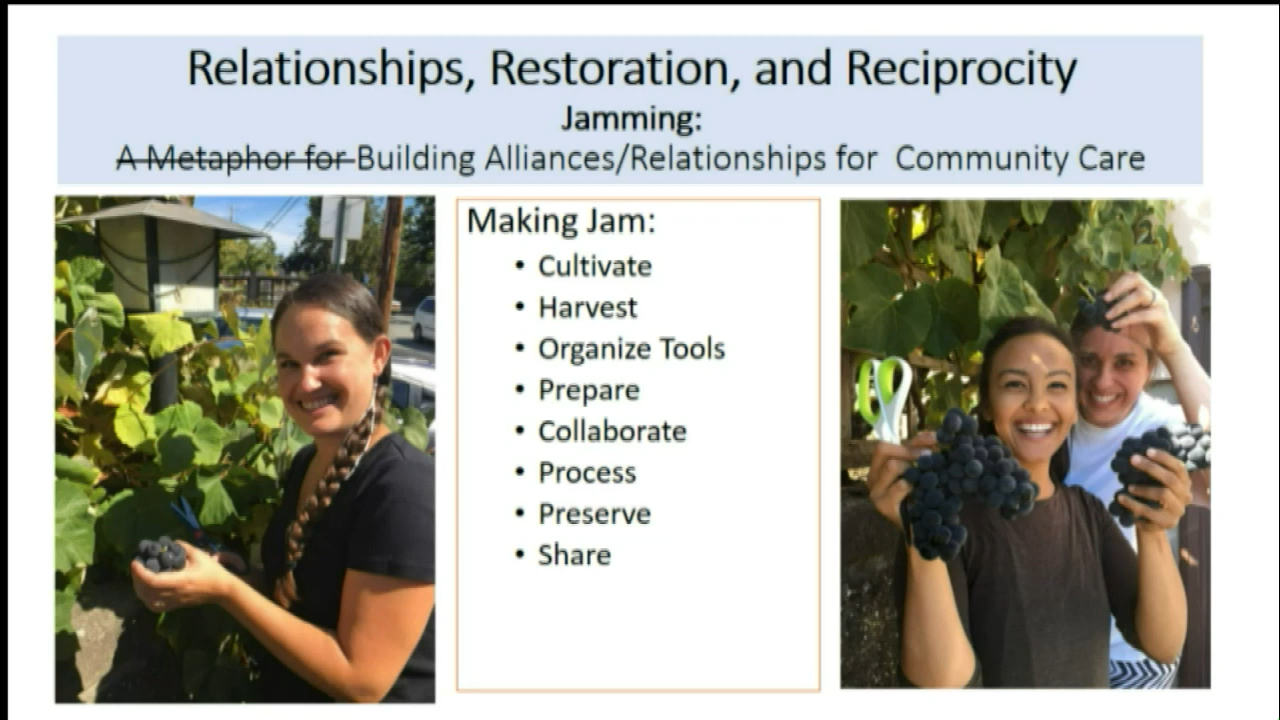 Relationships, Restoration, and Reciprocity
Jamming:
A Metaphor for Building Alliances/Relationships for Community Care
Making Jam:
• Cultivate
• Harvest
• Organize Tools
• Prepare
• Collaborate
• Process
• Preserve
• Share